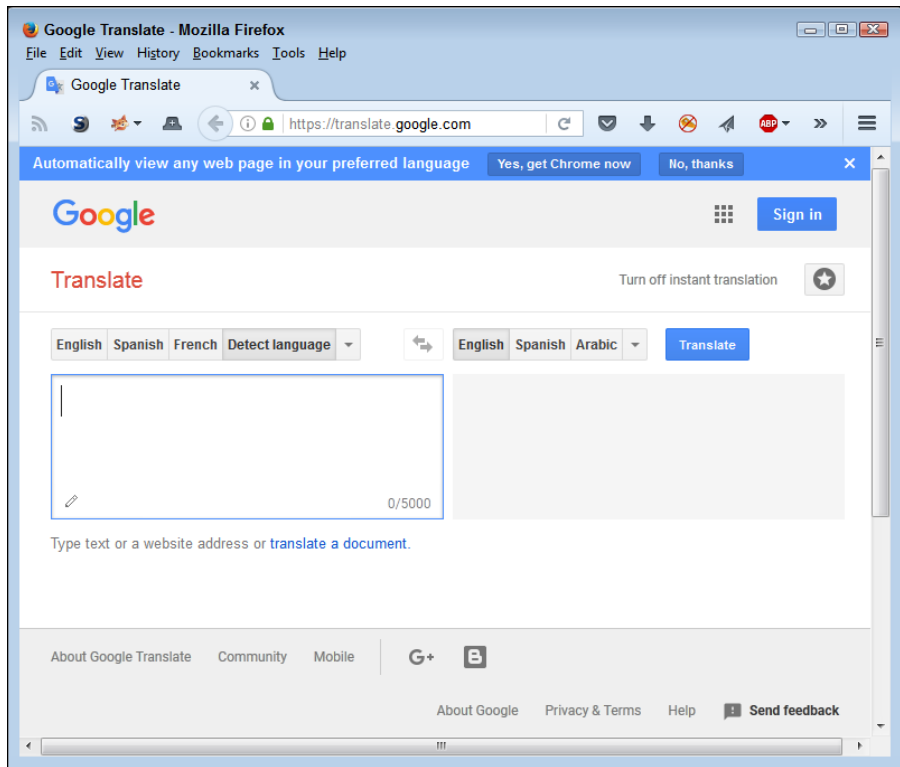 Google Translate - Mozilla Firefox
File Edit View History Bookmarks Tools Help
Google Translate
https://translate.google.com
ABP
Automatically view any web page in your preferred language Yes, get Chrome now No, thanks
Google
Sign in
Translate Turn off instant translation
English Spanish French Detect language English Spanish Arabic Translate
0/5000
Type text or a website address or translate a document.
About Google Translate Community Mobile G+
About Google Privacy & Terms Help Send feedback